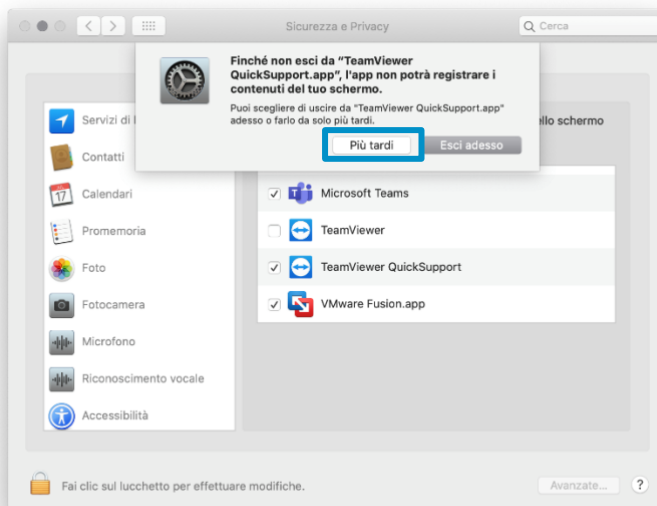 Sicurezza e Privacy
Cerca
Finché non esci da “TeamViewer
QuickSupport.app”, l'app non potrà registrare i
contenuti del tuo schermo.
Puoi scegliere di uscire da "TeamViewer QuickSupport.app"
adesso o farlo da solo più tardi.
Più tardi
Esci adesso
Servizi di
schermo
Contatti
17
Calendari
Promemoria
Foto
Fotocamera
Microfono
Riconoscimento vocale
Accessibilità
Microsoft Teams
TeamViewer
TeamViewer QuickSupport
VMware Fusion.app
Fai clic sul lucchetto per effettuare modifiche.
Avanzate...
?